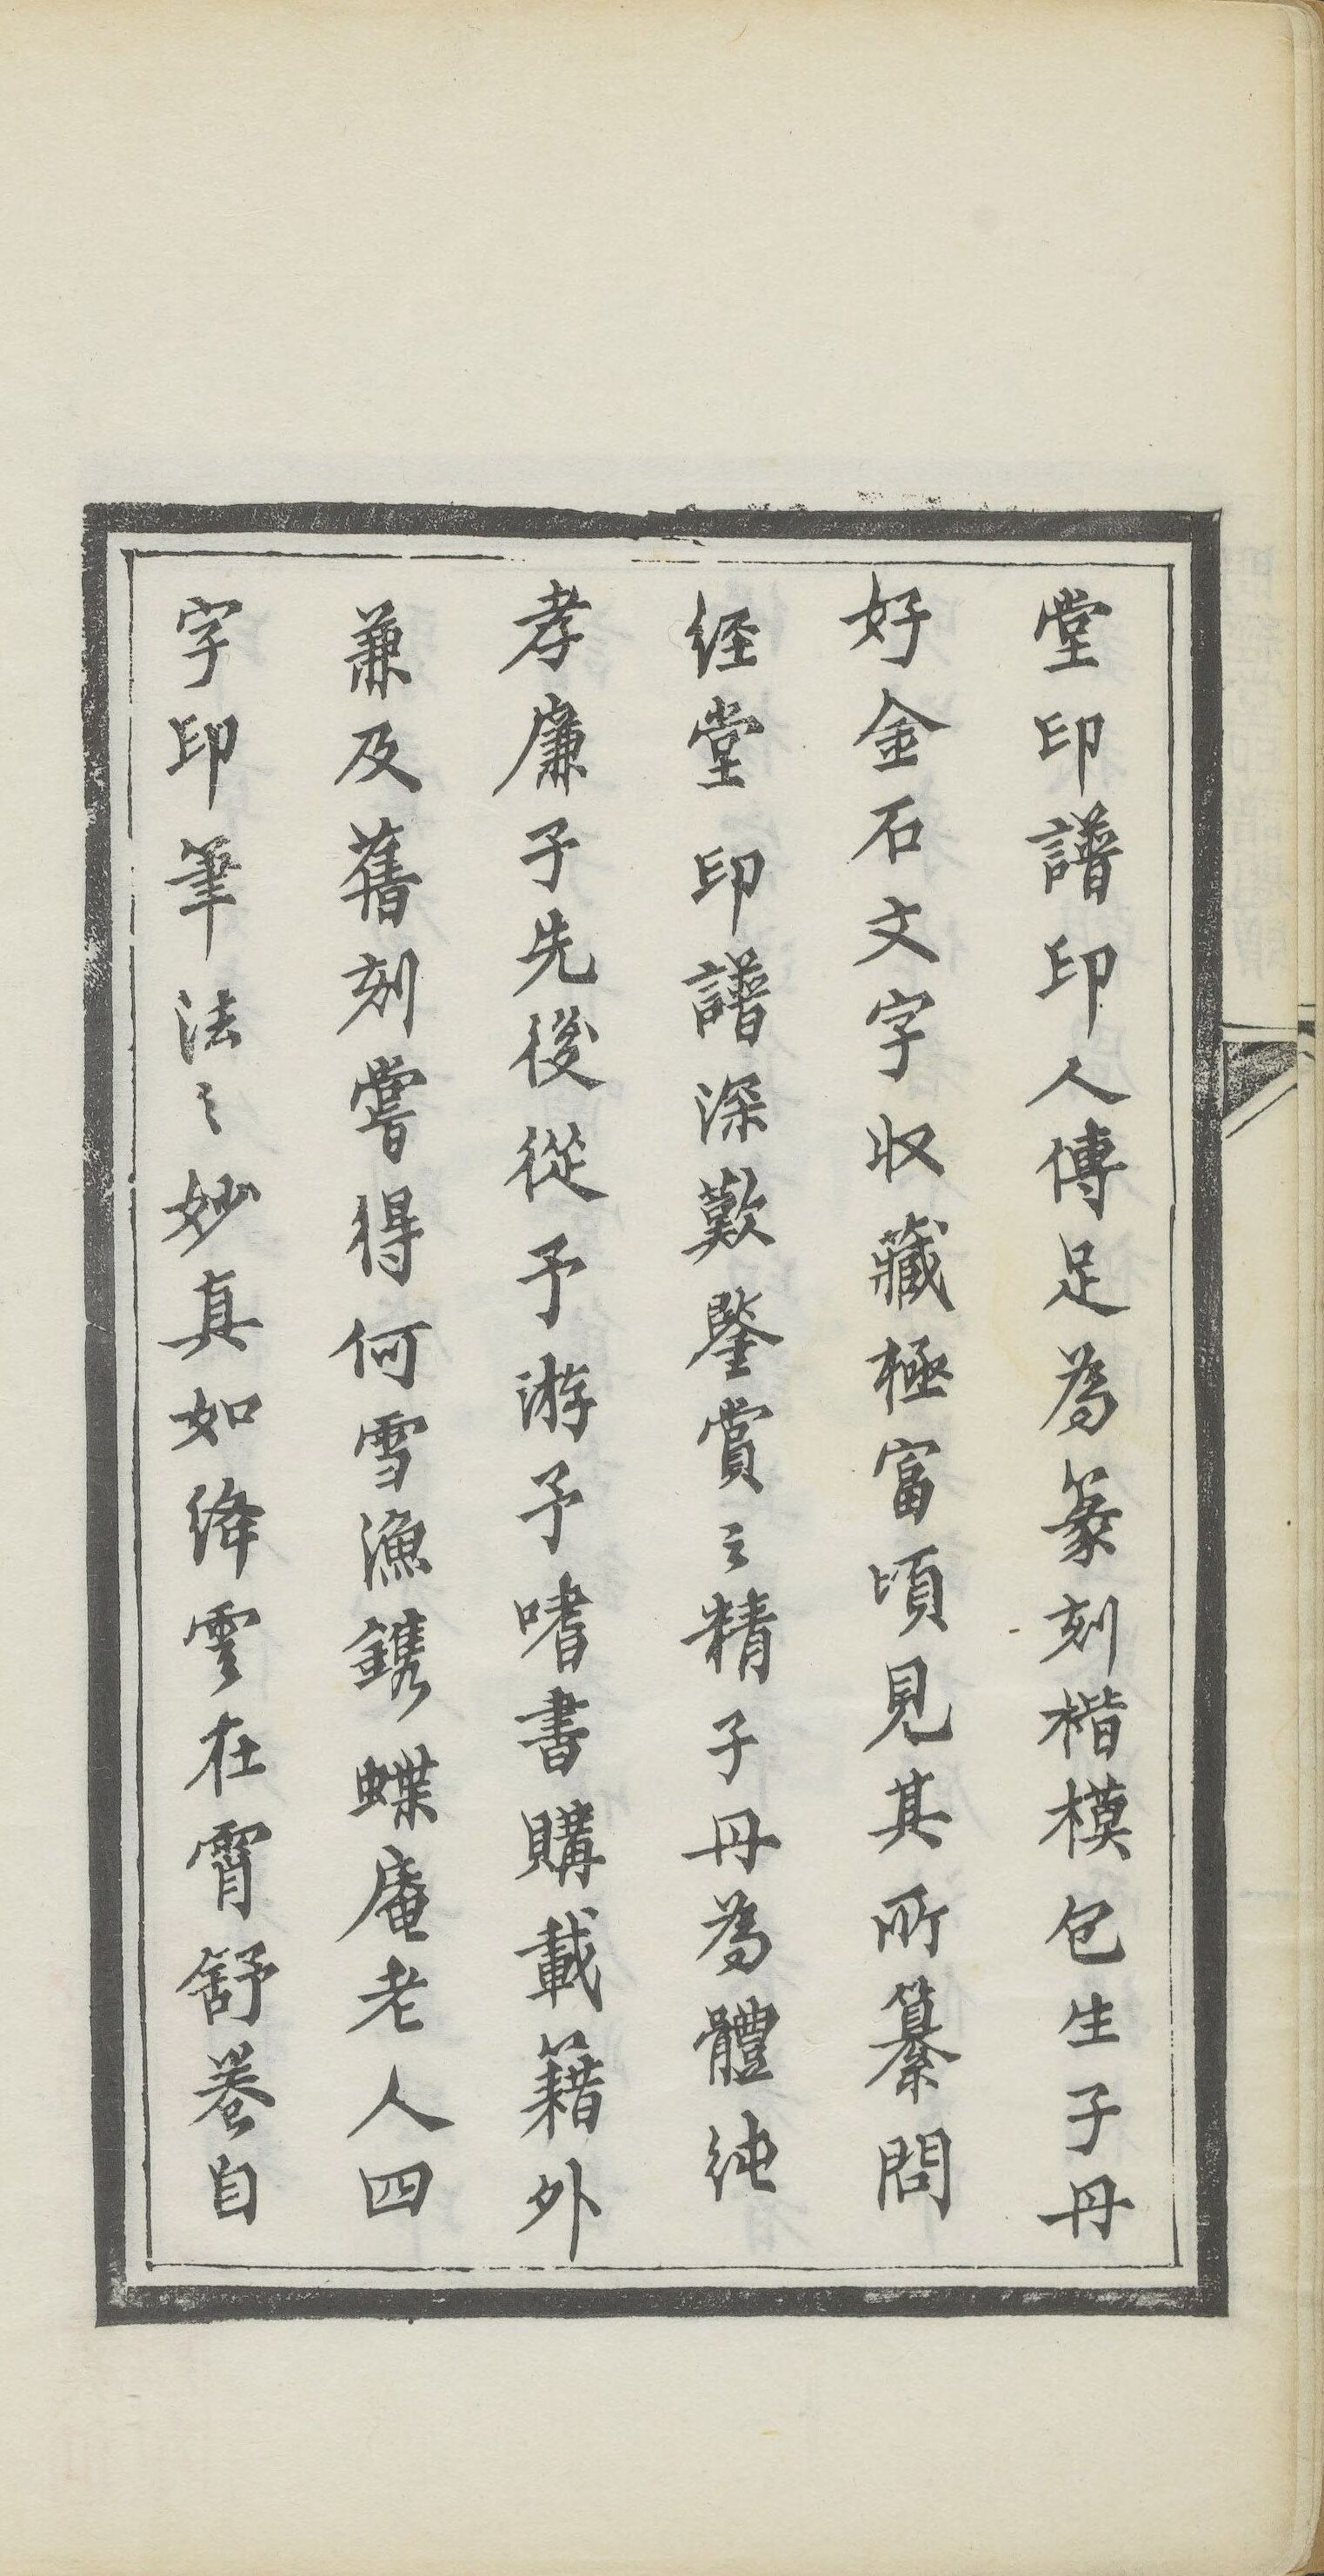 堂印譜印人傳足為篆刻楷模包生子丹
好金石文字収藏極富頃見其所纂問
經堂印譜深歎鑒賞之精子丹為體純
孝廉子先後從予游予嗜書購載籍外
兼及舊刻嘗得何雪漁鐫蝶庵老人四
字印筆法之妙真如絳雲在霄舒卷自